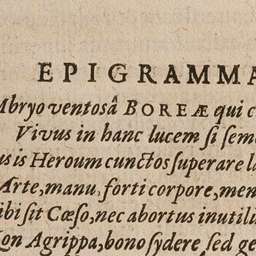 EPIGRAMMA
Mbryo ventosâ BOREÆ qui c
Vivus in hanc lucem ſi ſem
us is Heroum cunctos ſuperare l
Arte, manu, forti corpore, men
ibi ſit Cæſo, nec abortus inutil
on Agrippa, bono ſydere, ſed ge